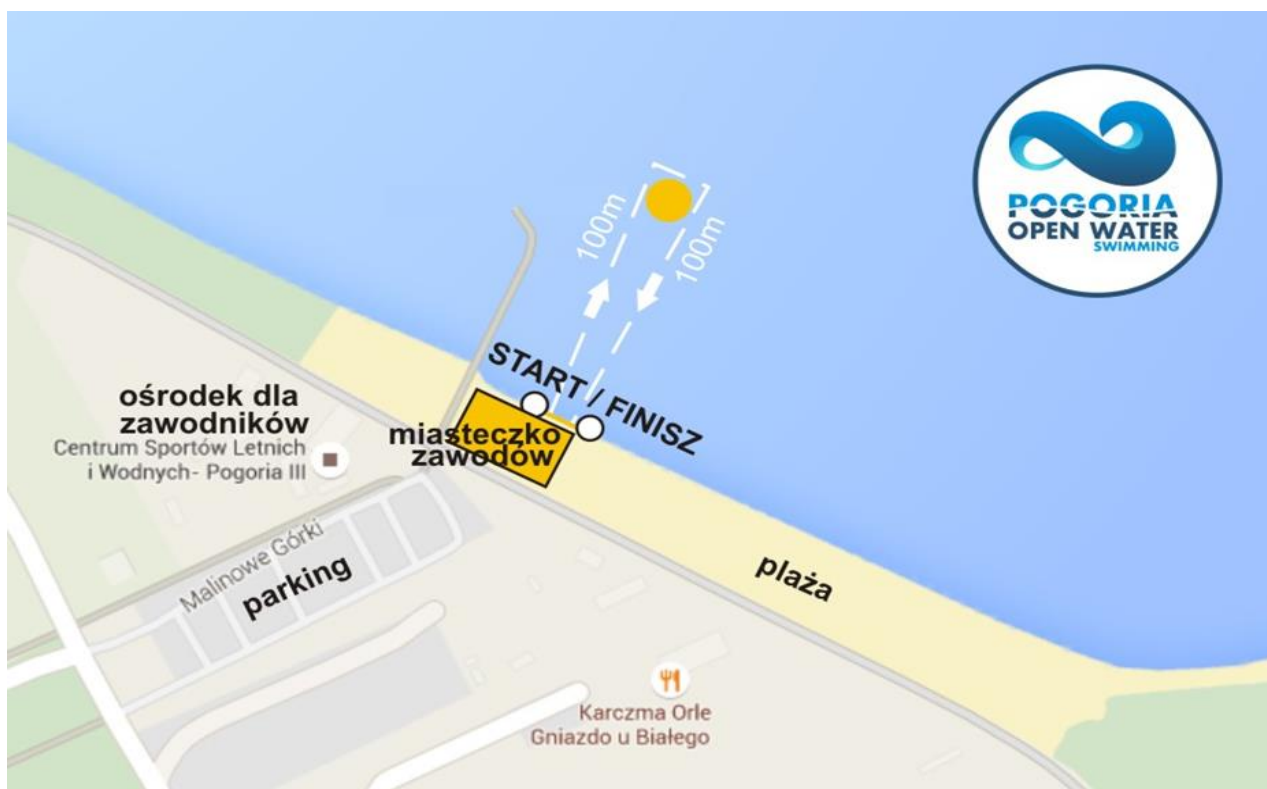 POGORIA
OPEN WATER
SWIMMING
100m
100m
START / FINISZ
ośrodek dla
zawodników
Centrum Sportów Letnich
i Wodnych- Pogoria III
miasteczko
zawodów
Malinowe Górki
parking
plaża
Karczma Orle
Gniazdo u Białego